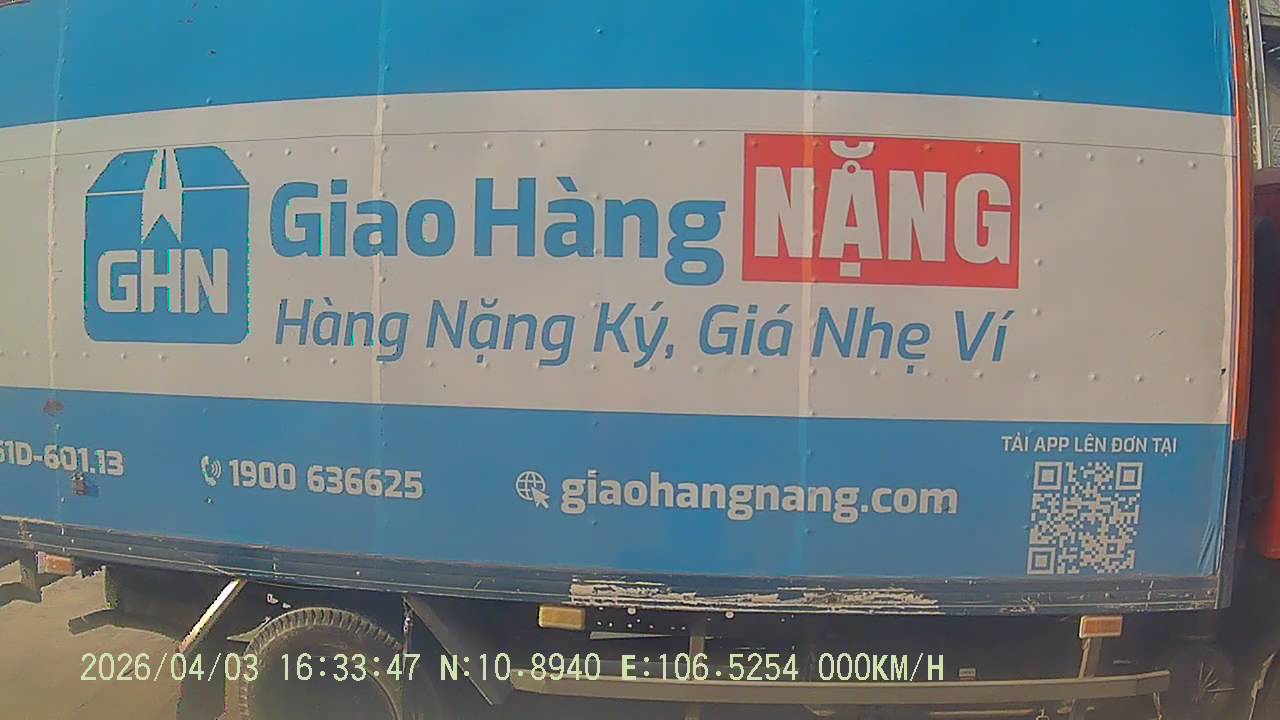 GHN
Giao Hàng NẶNG
Hàng Nặng Ký, Giá Nhẹ Ví
61D-601.13
1900 636625
giaohangnang.com
TẢI APP LÊN ĐƠN TẠI
2026/04/03 16:33:47 N:10.8940 E:106.5254 000KM/H